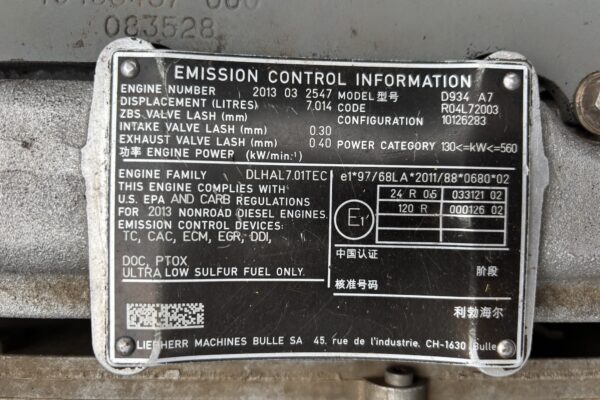 083528
EMISSION CONTROL INFORMATION
ENGINE NUMBER 2013 03 2547 MODEL型号 D934 A7
DISPLACEMENT (LITRES) 7.014 CODE R04L72003
ZBS VALVE LASH (mm) CONFIGURATION 10126283
INTAKE VALVE LASH (mm) 0.30
EXHAUST VALVE LASH (mm) 0.40 POWER CATEGORY 130<=kW<=560
功率 ENGINE POWER (kW/min⁻¹)
ENGINE FAMILY DLHAL7.01TEC
THIS ENGINE COMPLIES WITH
U.S. EPA AND CARB REGULATIONS
FOR 2013 NONROAD DIESEL ENGINES.
EMISSION CONTROL DEVICES:
TC, CAC, ECM, EGR, DDI,
DOC, PTOX
ULTRA LOW SULFUR FUEL ONLY.
e1*97/68LA*2011/88*0680*02
E1
24 R 05 033121 02
120 R 000126 02
中国认证
阶段
核准号码
利勃海尔
LIEBHERR MACHINES BULLE SA 45, rue de l'industrie, CH-1630 Bulle